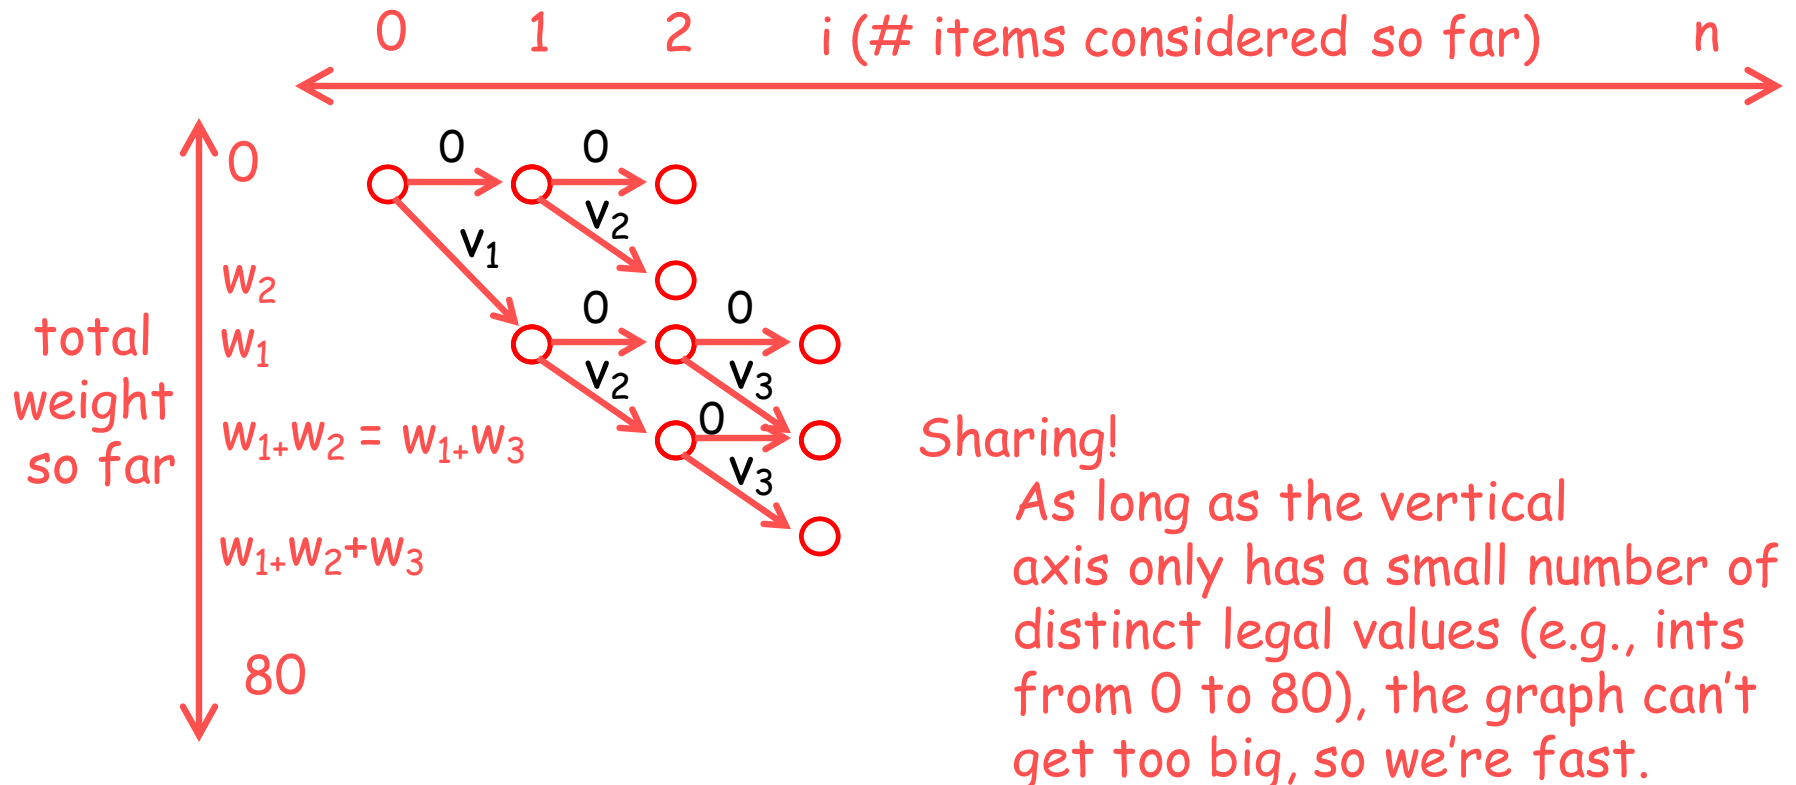 0 1 2 i (# items considered so far) n
0 0
0
v₂
v₁
w₂
0 0
total
weight
so far
w₁
v₂ v₃
0
w₁₊w₂ = w₁₊w₃
Sharing!
v₃
As long as the vertical
w₁₊w₂+w₃
axis only has a small number of
distinct legal values (e.g., ints
80
from 0 to 80), the graph can't
get too big, so we're fast.